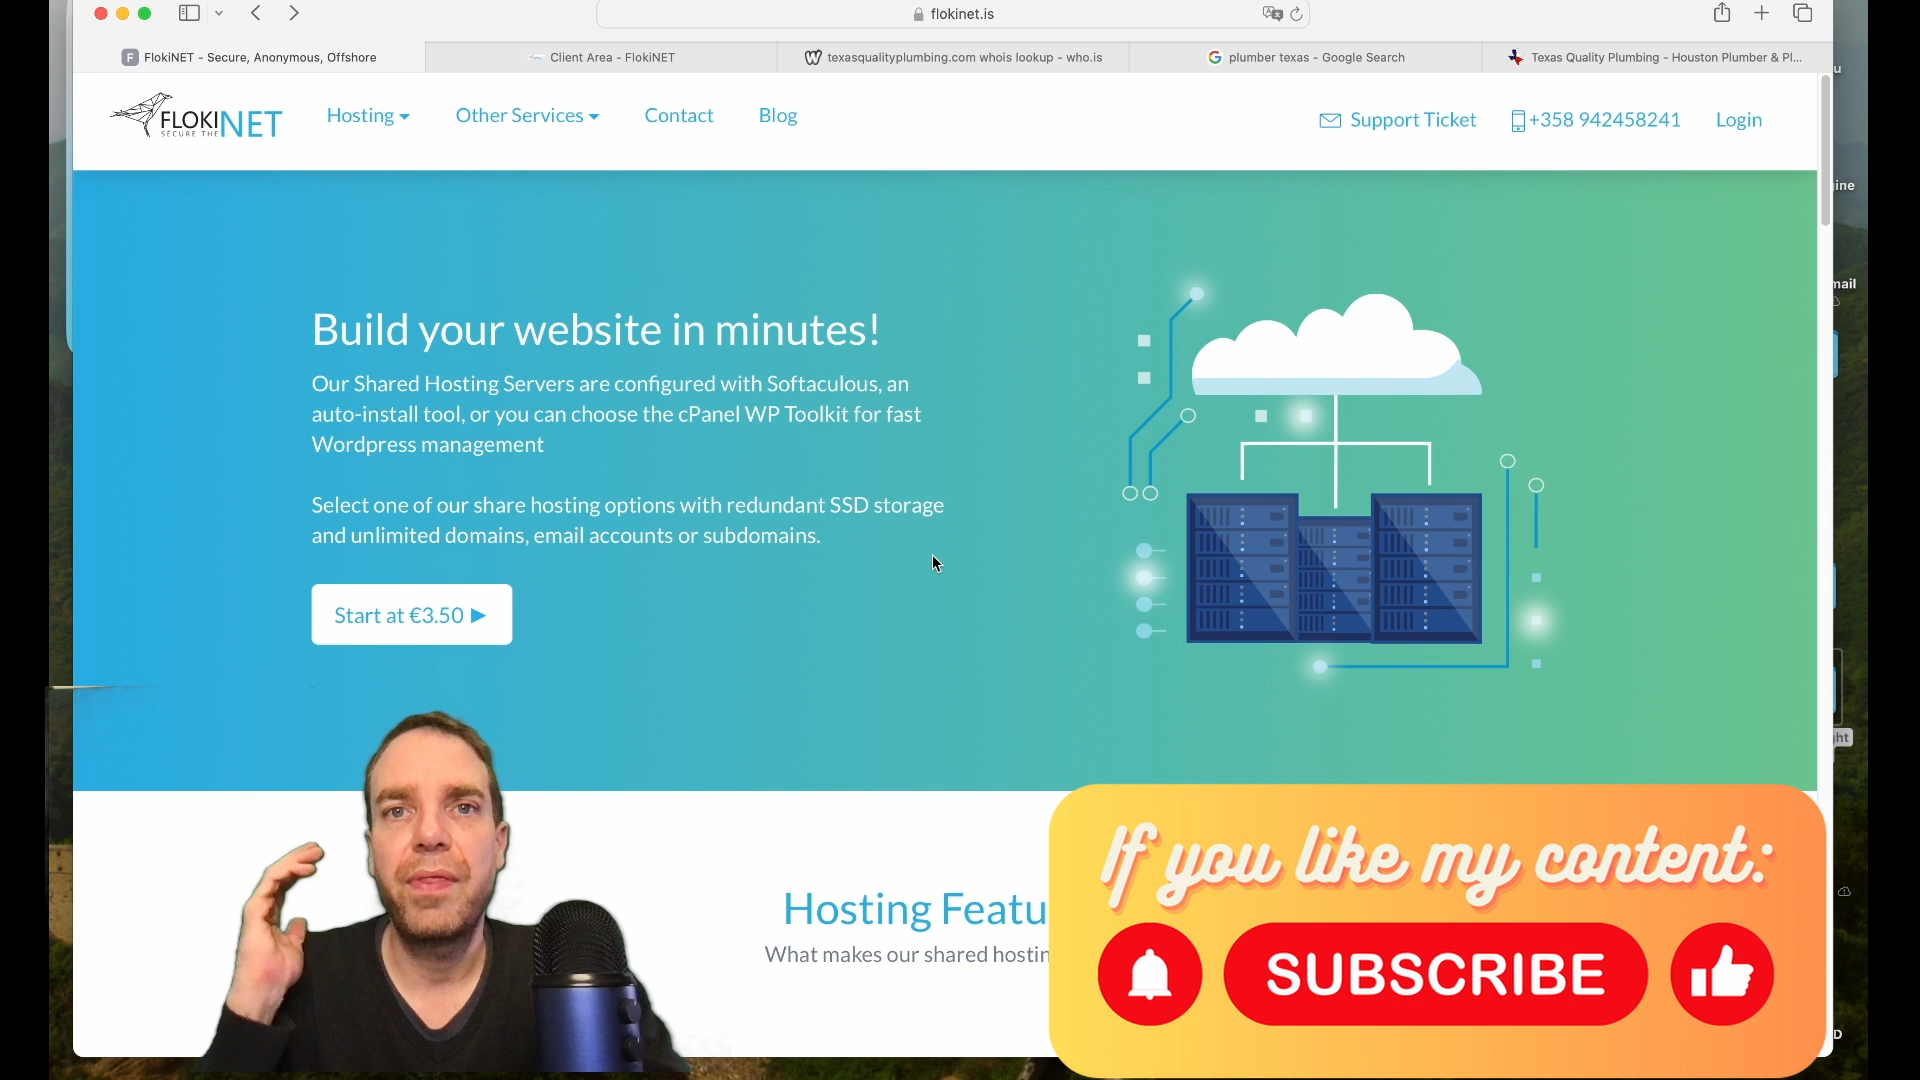 flokinet.is
FlokiNET - Secure, Anonymous, Offshore
Client Area - FlokiNET
texasqualityplumbing.com whois lookup - who.is
plumber texas - Google Search
Texas Quality Plumbing - Houston Plumber & Pl...
FLOKINET
SECURE THE
Hosting
Other Services
Contact
Blog
Support Ticket
+358 942458241
Login
Build your website in minutes!
Our Shared Hosting Servers are configured with Softaculous, an
auto-install tool, or you can choose the cPanel WP Toolkit for fast
Wordpress management
Select one of our share hosting options with redundant SSD storage
and unlimited domains, email accounts or subdomains.
Start at €3.50
Hosting Featu
What makes our shared hostin
If you like my content:
SUBSCRIBE